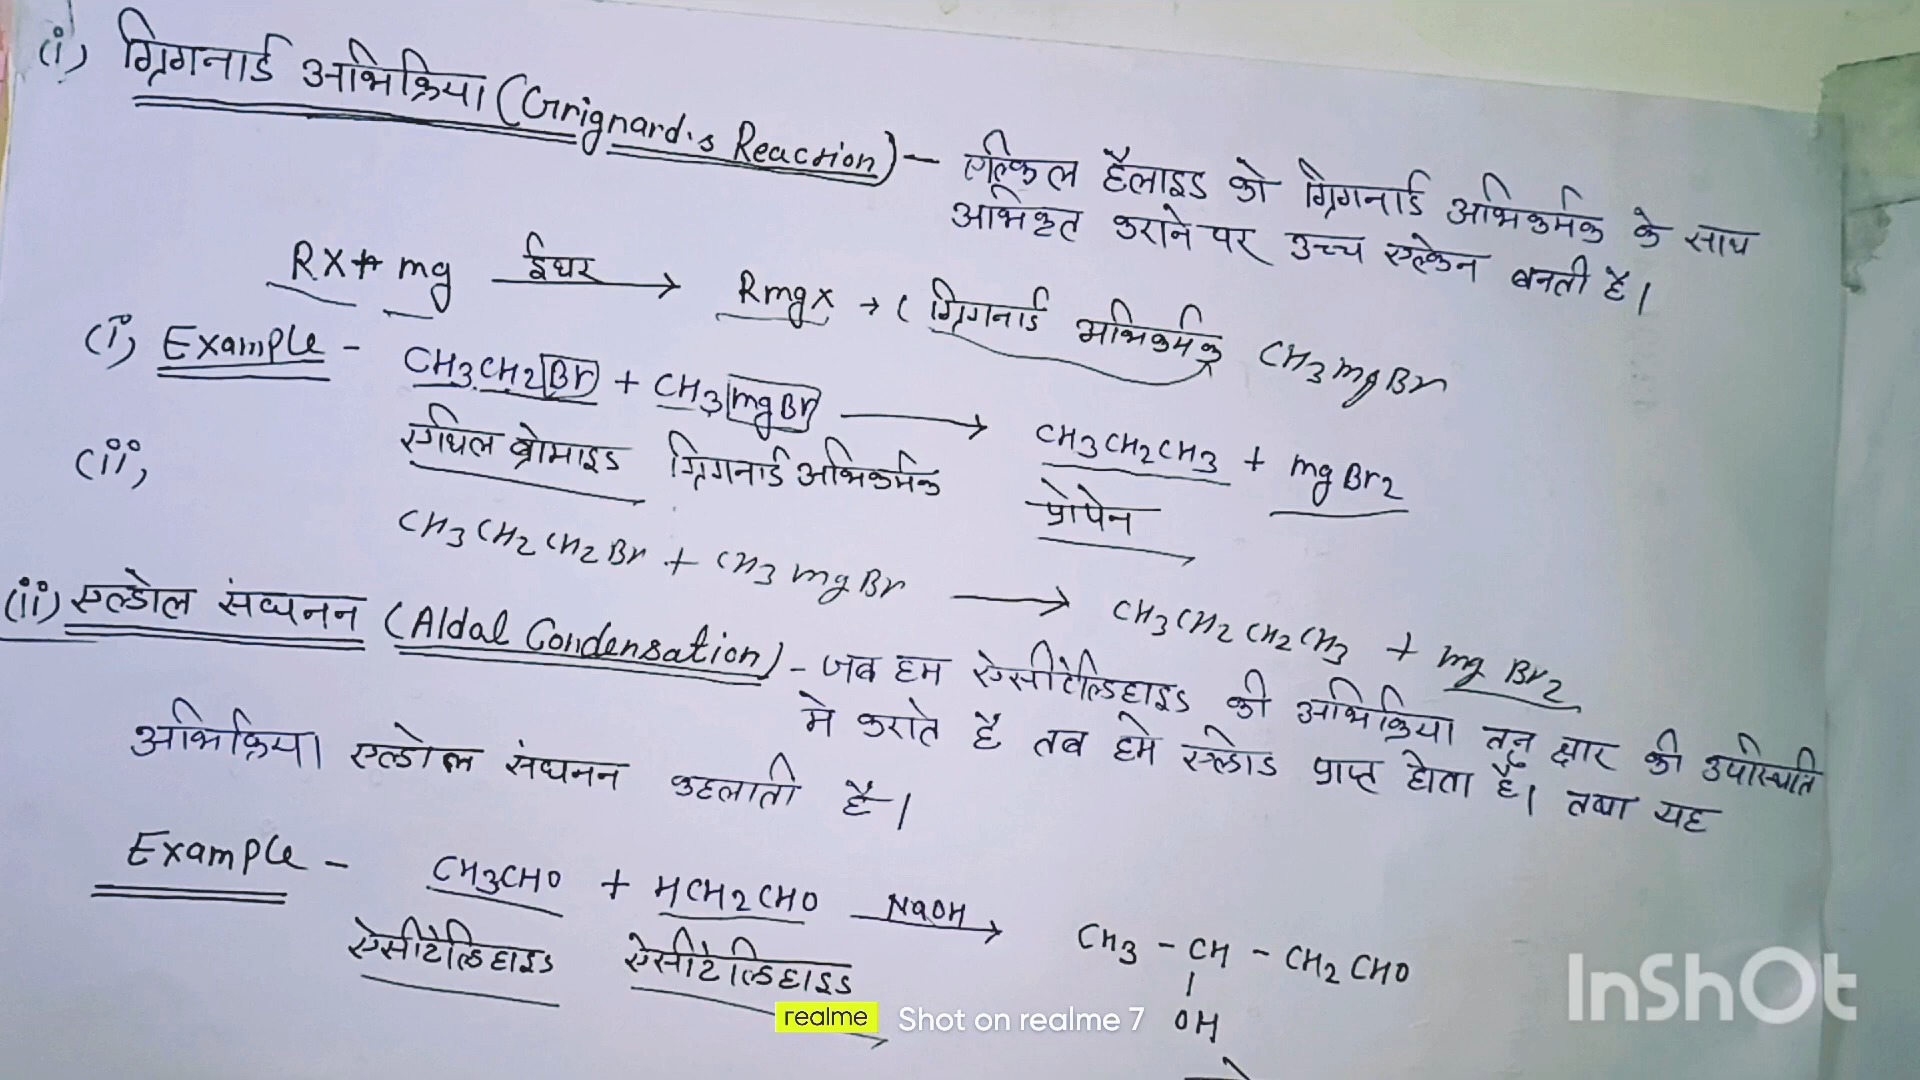 (i) ग्रिगनार्ड अभिक्रिया (Grignard's Reaction) - एल्किल हैलाइड को ग्रिगनार्ड अभिकर्मक के साथ
अभिकृत कराने पर उच्च एल्केन बनती है।
RX + mg ईथर → Rmgx → ( ग्रिगनार्ड अभिकर्मक CH3mgBr
(i) Example - CH3CH2Br + CH3mgBr → CH3CH2CH3 + mgBr2
एथिल ब्रोमाइड ग्रिगनार्ड अभिकर्मक प्रोपेन
(ii) CH3CH2CH2Br + CH3mgBr → CH3CH2CH2CH3 + mgBr2
(ii) एल्डोल संघनन (Aldal Condensation) - जब हम ऐसीटेल्डिहाइड की अभिक्रिया तनु क्षार की उपस्थिति
मे कराते है तब हमे प्राप्त होता है। तथा यह
अभिक्रिया एल्डोल संघनन कहलाती है।
Example - CH3CHO + HCH2CHO NaOH → CH3 - CH - CH2CHO
ऐसीटेल्डिहाइड ऐसीटेल्डिहाइड OH
realme Shot on realme 7
InShOt